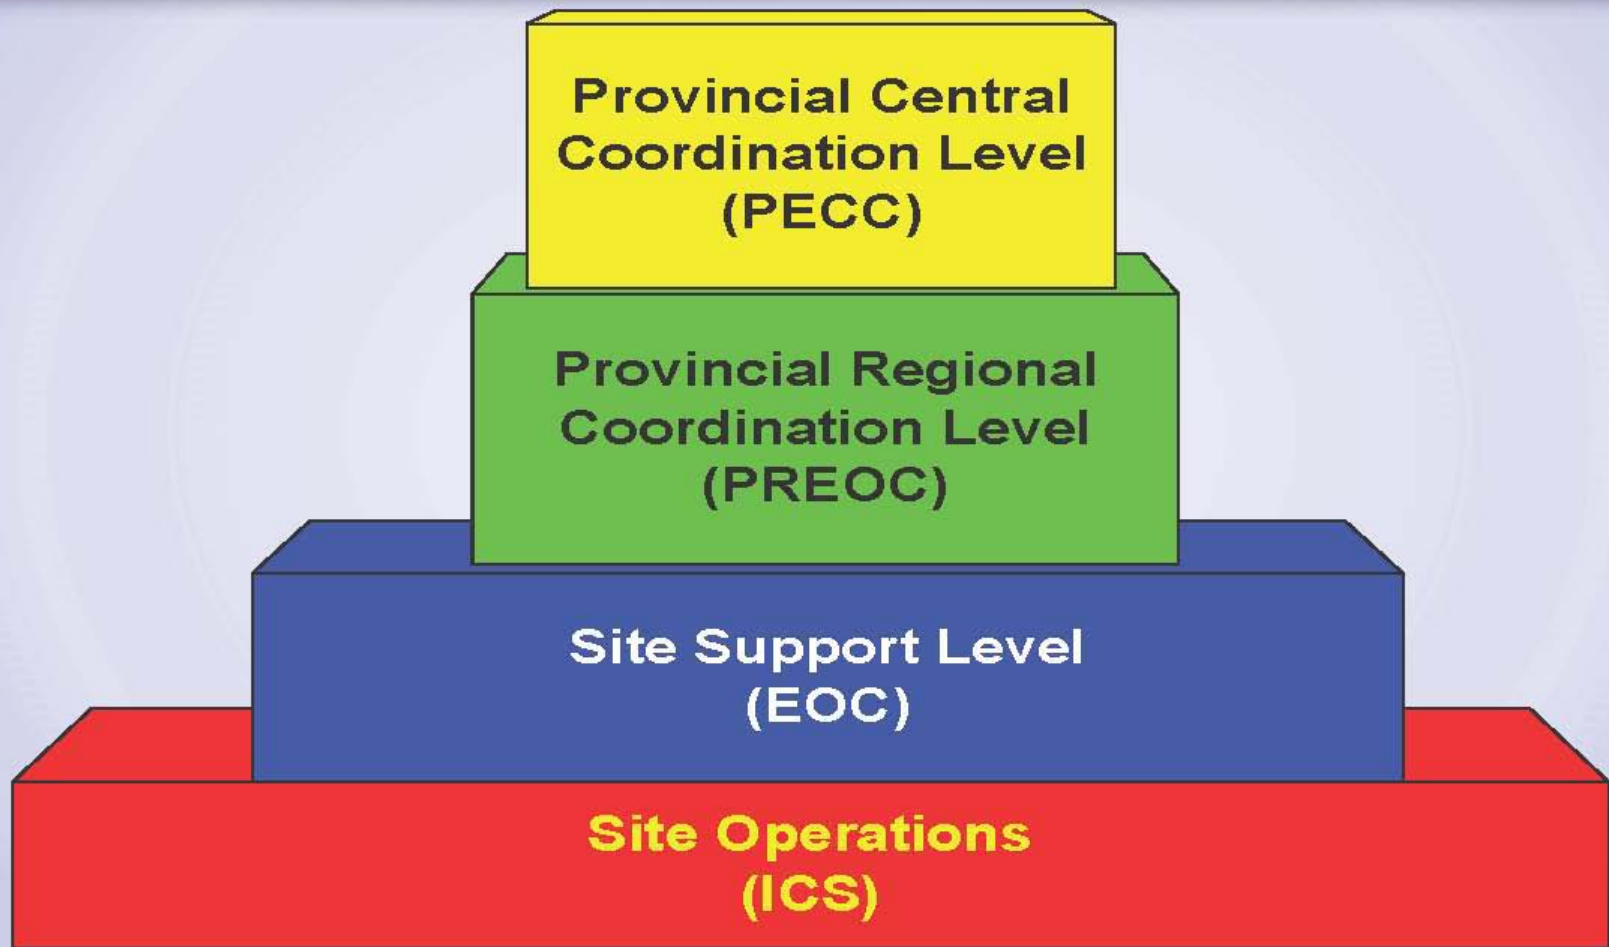 Provincial Central
Coordination Level
(PECC)
Provincial Regional
Coordination Level
(PREOC)
Site Support Level
(EOC)
Site Operations
(ICS)